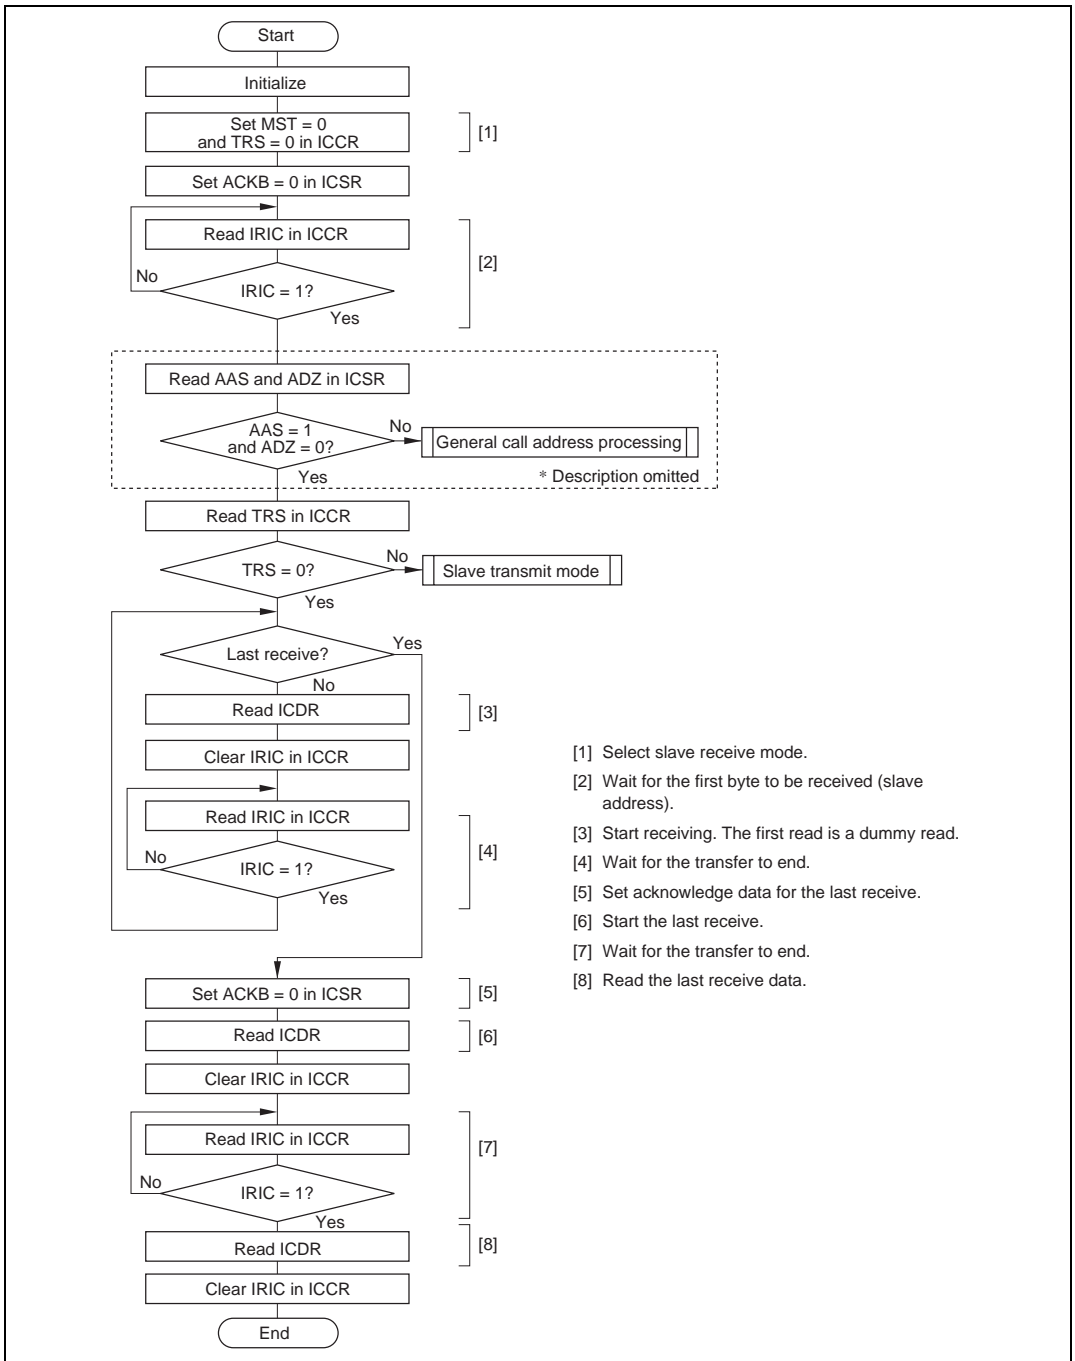 Start
Initialize
Set MST = 0
and TRS = 0 in ICCR
[1]
Set ACKB = 0 in ICSR
Read IRIC in ICCR
[2]
No
IRIC = 1?
Yes
Read AAS and ADZ in ICSR
AAS = 1
and ADZ = 0?
No
General call address processing
Yes
* Description omitted
Read TRS in ICCR
TRS = 0?
No
Slave transmit mode
Yes
Last receive?
Yes
No
Read ICDR
[3]
Clear IRIC in ICCR
Read IRIC in ICCR
[4]
No
IRIC = 1?
Yes
[1] Select slave receive mode.
[2] Wait for the first byte to be received (slave
address).
[3] Start receiving. The first read is a dummy read.
[4] Wait for the transfer to end.
[5] Set acknowledge data for the last receive.
[6] Start the last receive.
[7] Wait for the transfer to end.
[8] Read the last receive data.
Set ACKB = 0 in ICSR
[5]
Read ICDR
[6]
Clear IRIC in ICCR
Read IRIC in ICCR
[7]
No
IRIC = 1?
Yes
Read ICDR
[8]
Clear IRIC in ICCR
End